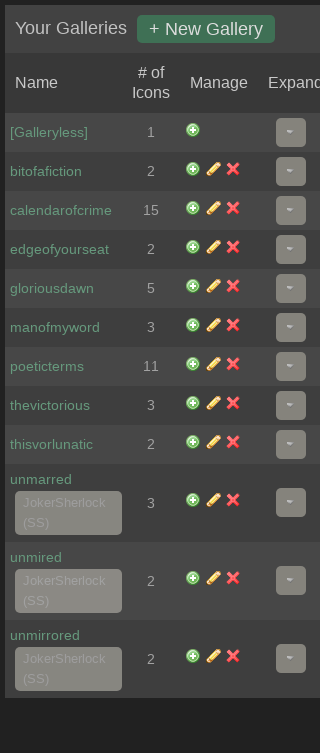 Your Galleries + New Gallery
Name # of Icons Manage Expand
[Galleryless] 1
bitofafiction 2
calendarofcrime 15
edgeofyourseat 2
gloriousdawn 5
manofmyword 3
poeticterms 11
thevictorious 3
thisvorlunatic 2
unmarred
JokerSherlock
(SS)
3
unmired
JokerSherlock
(SS)
2
unmirrored
JokerSherlock
(SS)
2